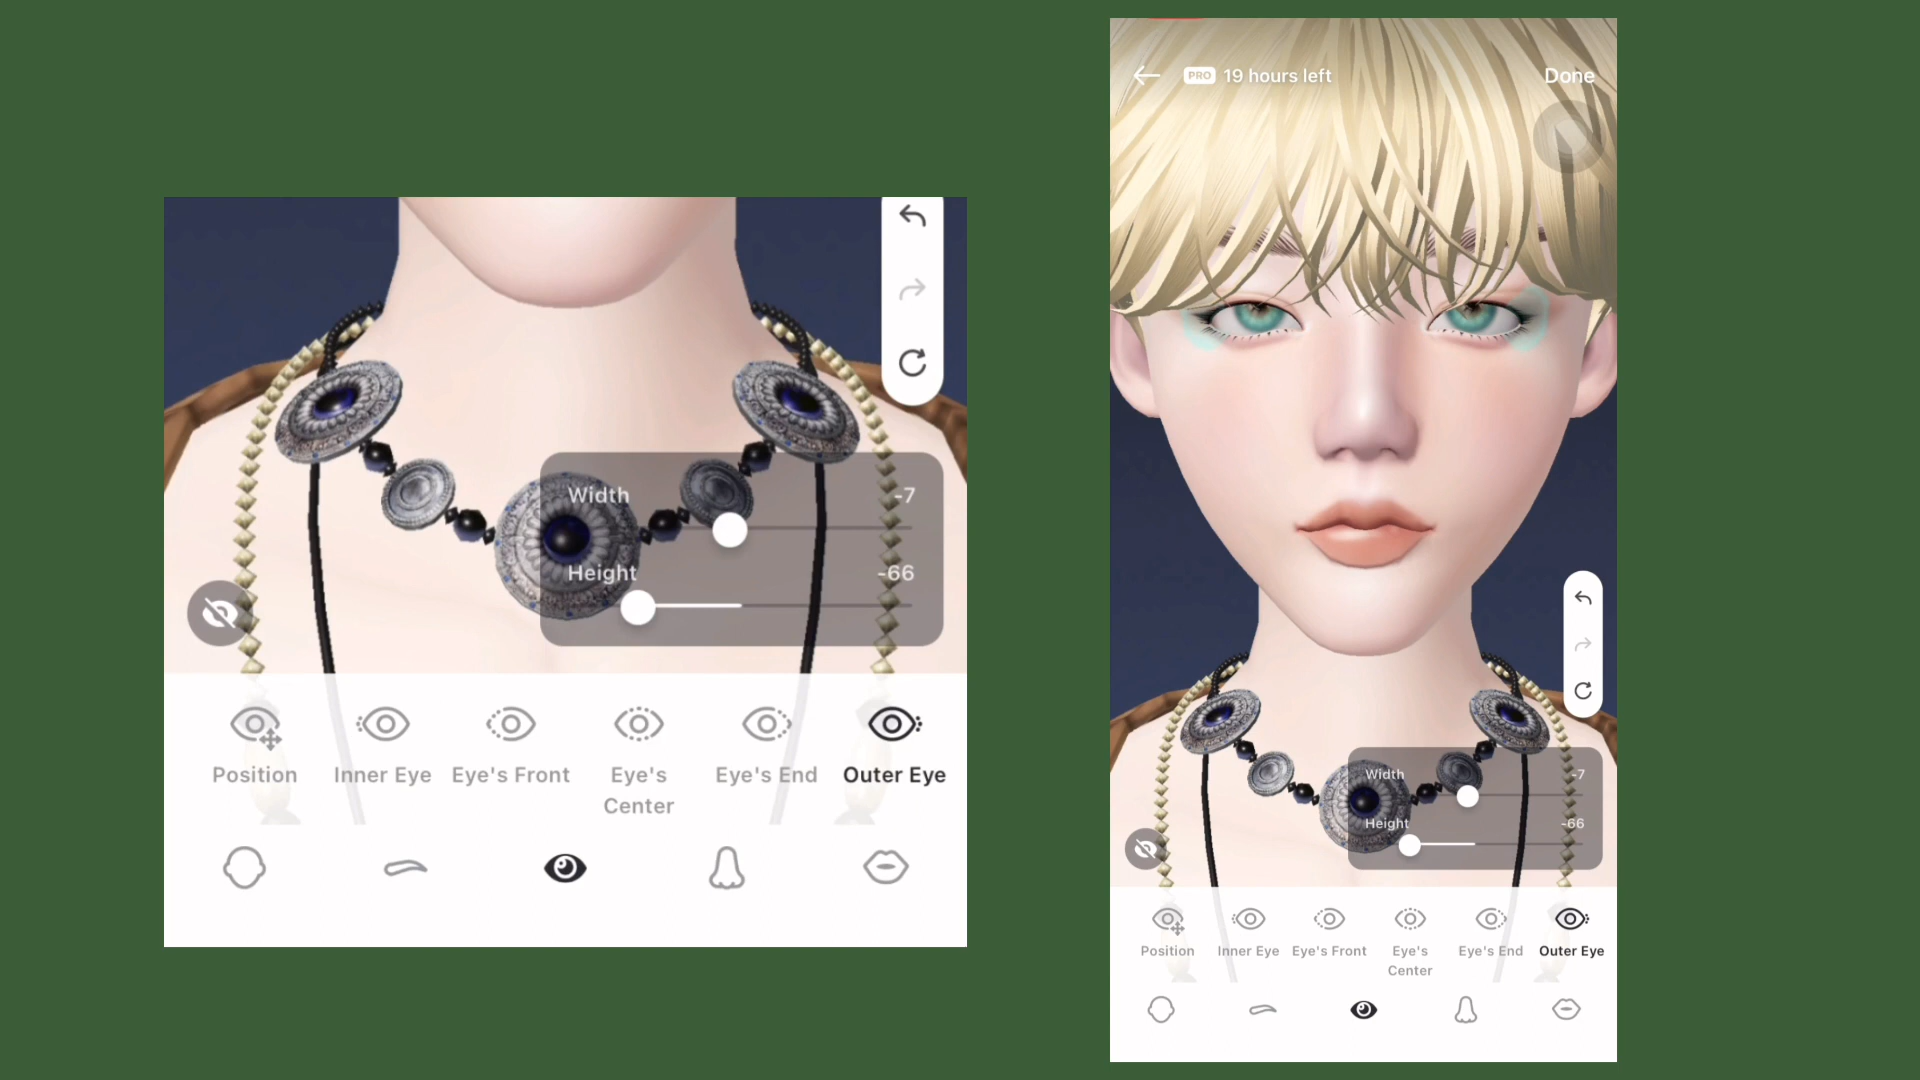 Width -7
Height -66
Position Inner Eye Eye's Front Eye's Center Eye's End Outer Eye
PRO 19 hours left Done
Width -7
Height -66
Position Inner Eye Eye's Front Eye's Center Eye's End Outer Eye